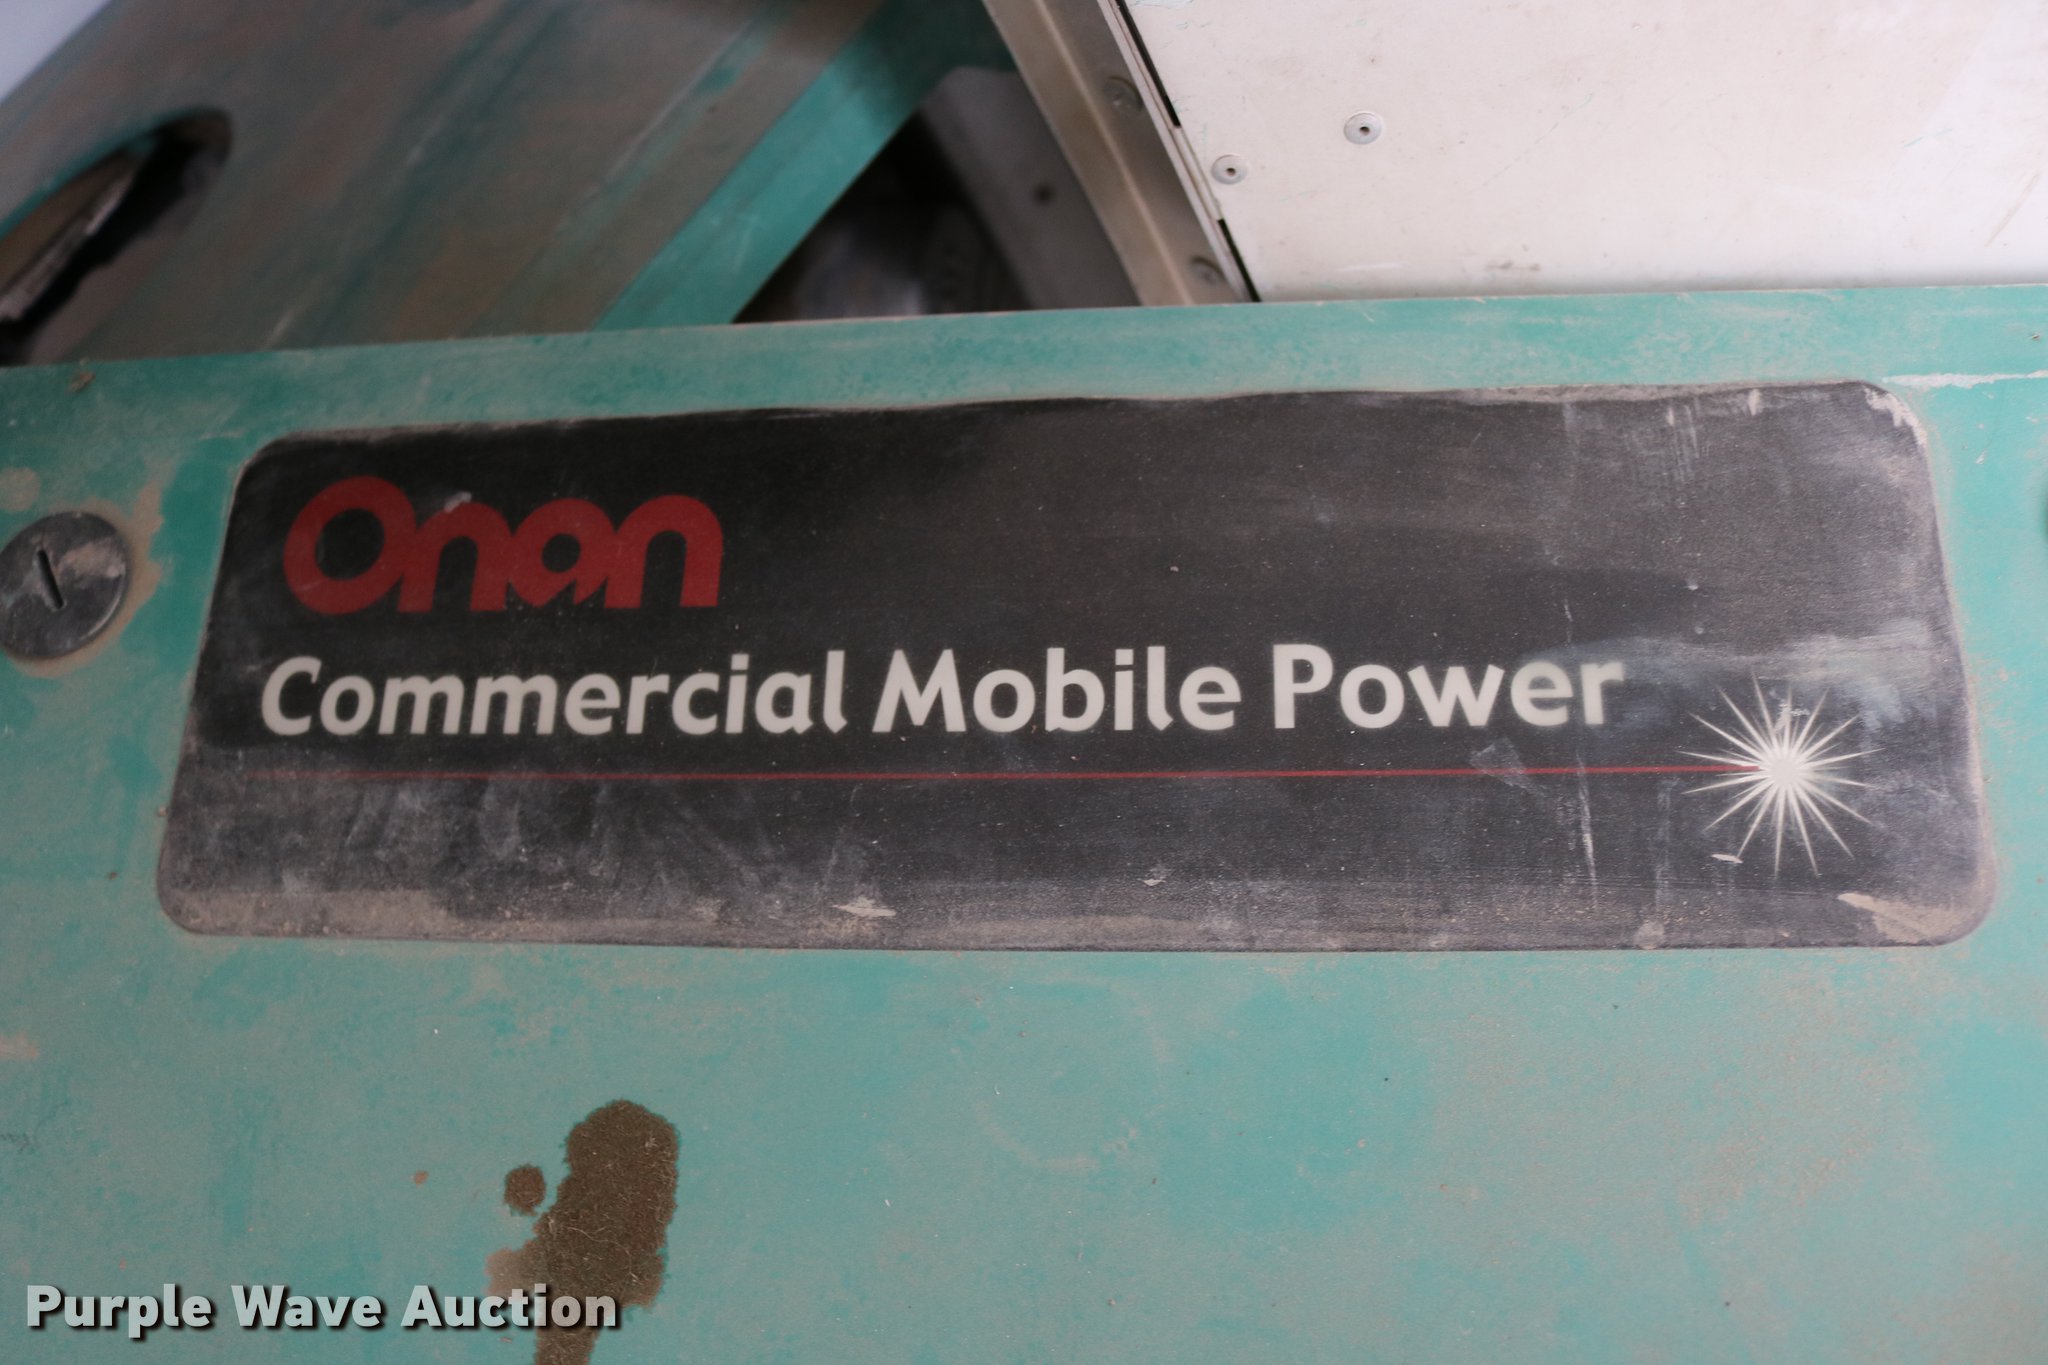 Onan
Commercial Mobile Power
Purple Wave Auction